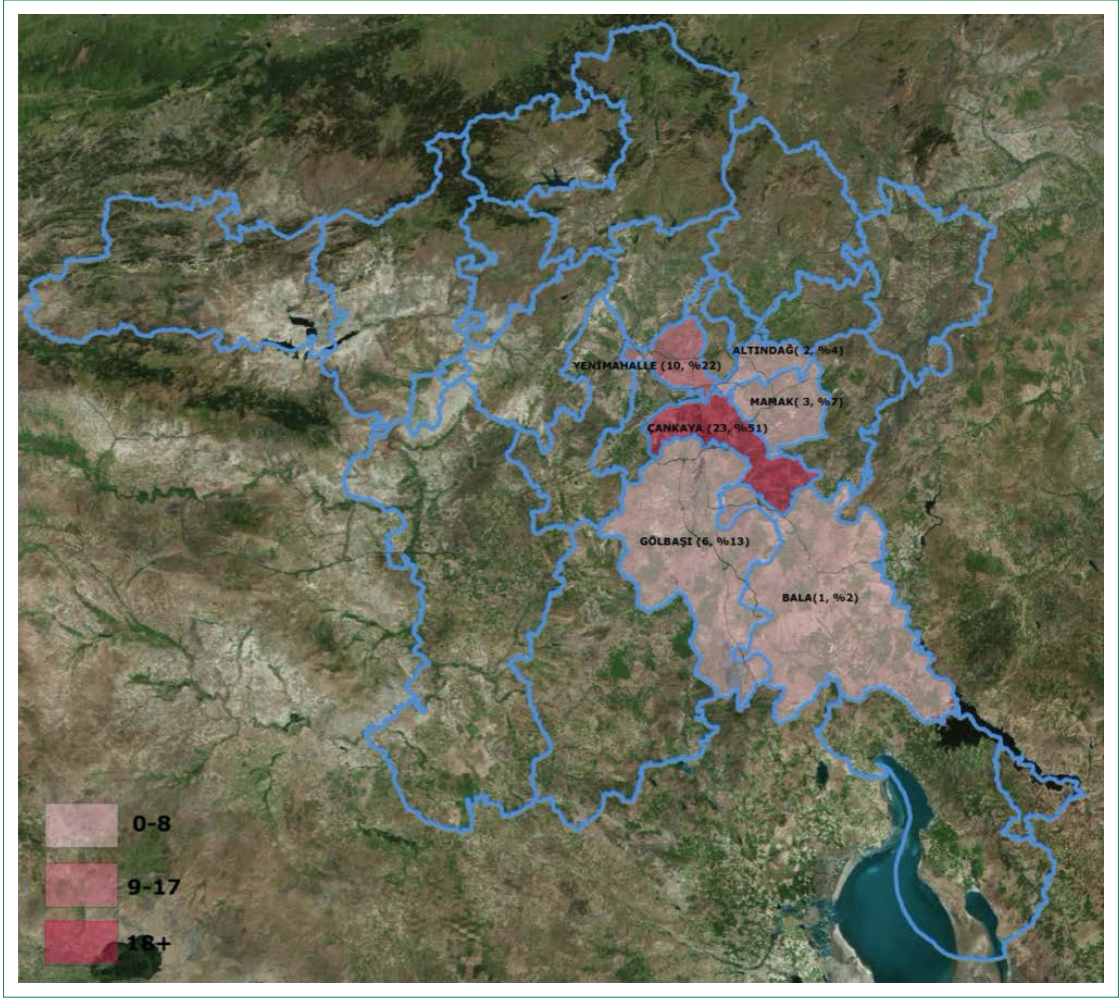 ALTINDAĞ( 2, %4)
YENİMAHALLE (10, %22)
MAMAK( 3, %7)
ÇANKAYA (23, %51)
GÖLBAŞI (6, %13)
BALA(1, %2)
0-8
9-17
18+